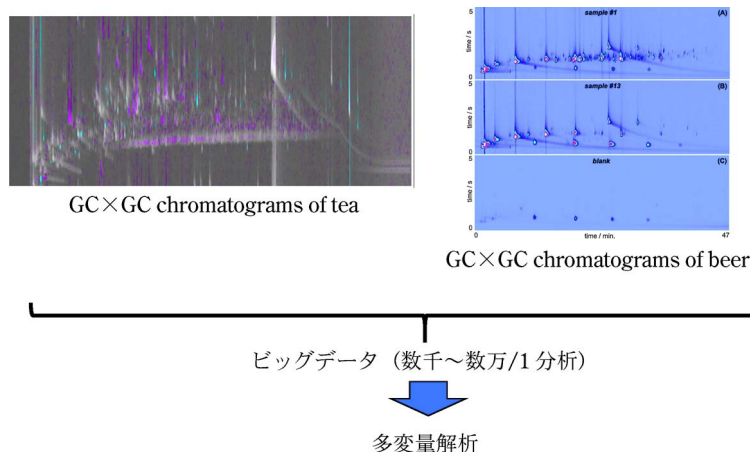 5
time / s
0
sample #1
(A)
5
time / s
0
sample #13
(B)
5
time / s
0
blank
(C)
0
time / min.
47
GC×GC chromatograms of tea
GC×GC chromatograms of beer
ビッグデータ（数千～数万/1 分析）
多変量解析